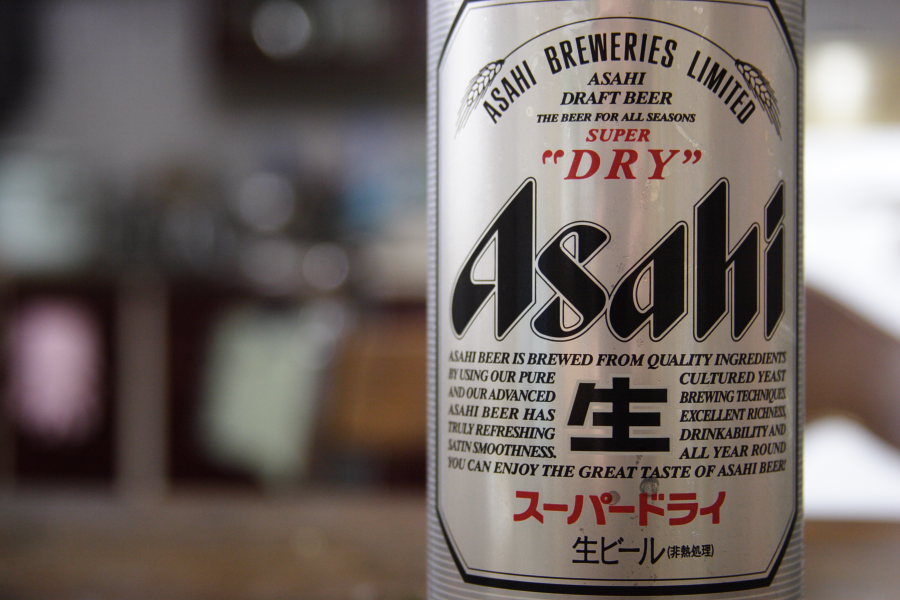 ASAHI BREWERIES LIMITED
ASAHI
DRAFT BEER
THE BEER FOR ALL SEASONS
SUPER
“DRY”
Asahi
ASAHI BEER IS BREWED FROM QUALITY INGREDIENTS
BY USING OUR PURE CULTURED YEAST
AND OUR ADVANCED BREWING TECHNIQUES.
ASAHI BEER HAS EXCELLENT RICHNESS,
TRULY REFRESHING DRINKABILITY AND
SATIN SMOOTHNESS. ALL YEAR ROUND
生
YOU CAN ENJOY THE GREAT TASTE OF ASAHI BEER!
スーパードライ
生ビール(非熱処理)